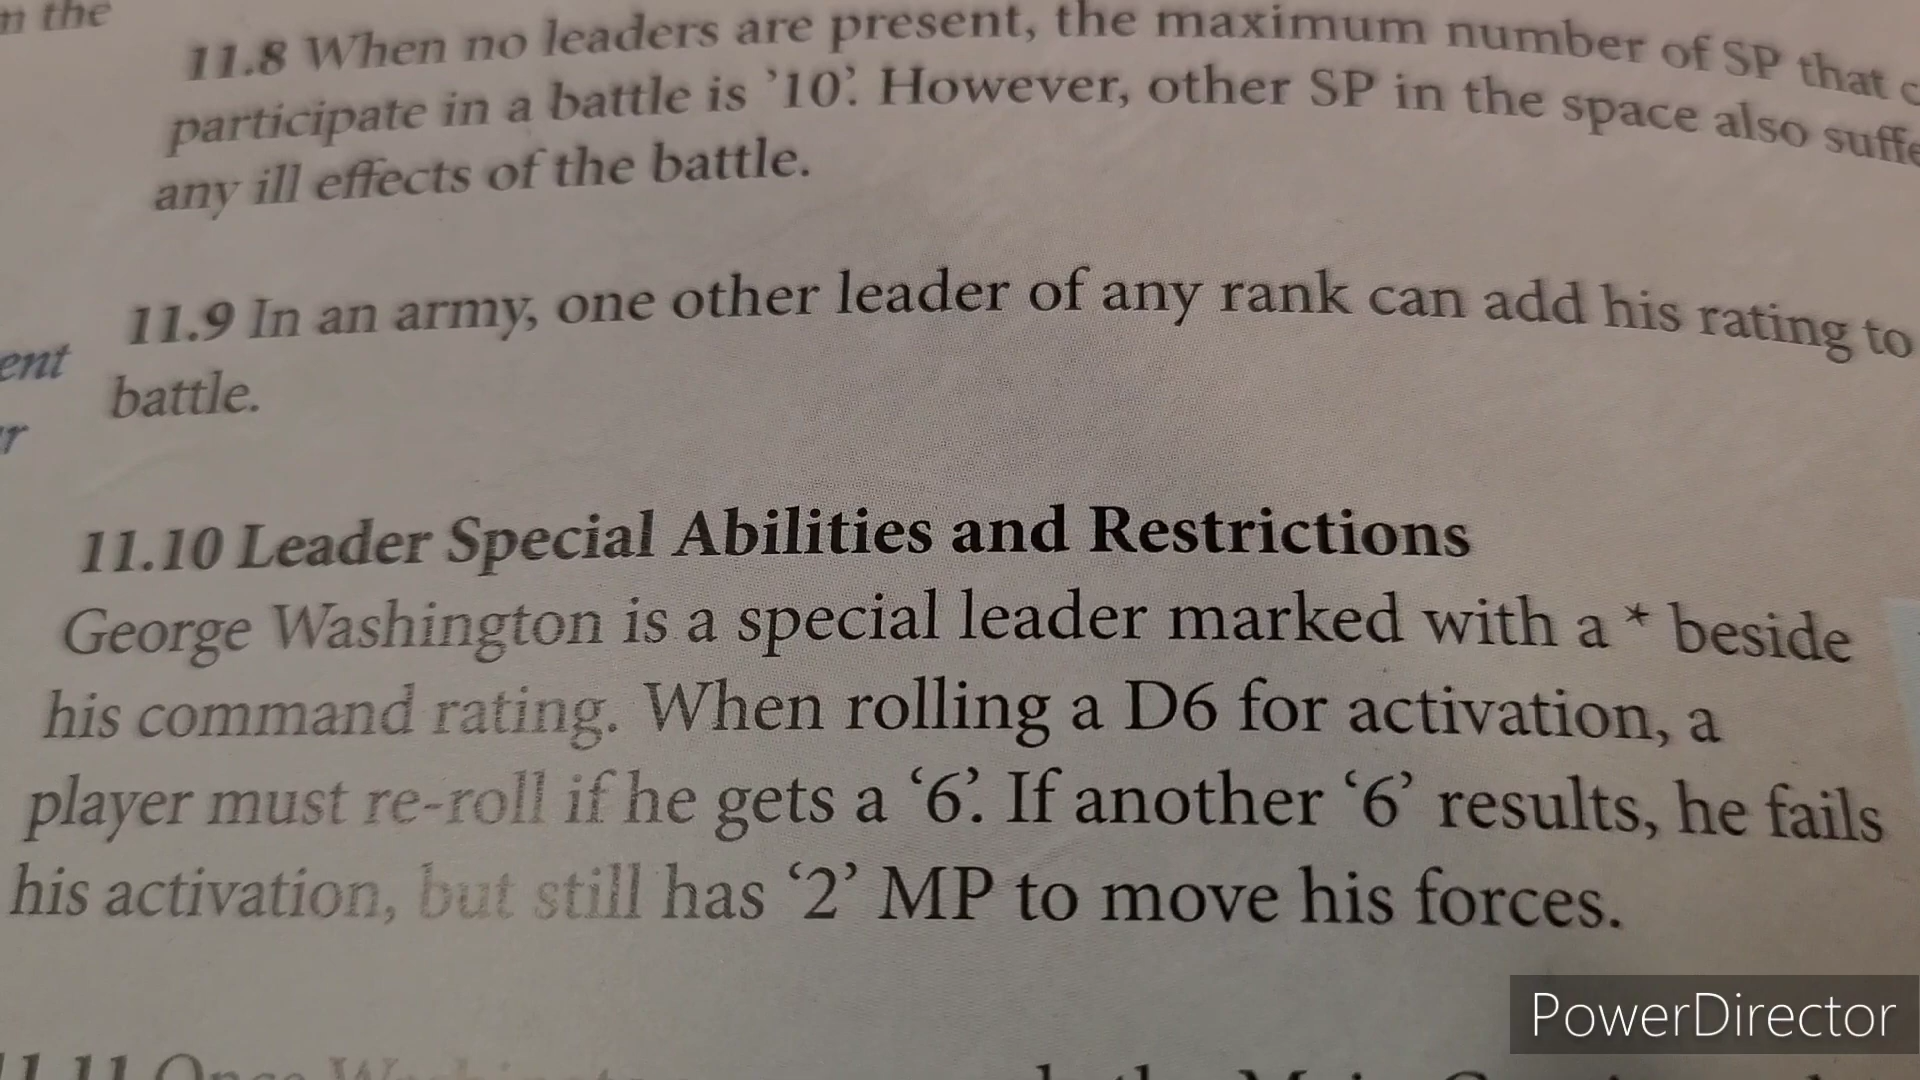 n the
11.8 When no leaders are present, the maximum number of SP that
participate in a battle is ’10’. However, other SP in the space also suffe
any ill effects of the battle.
11.9 In an army, one other leader of any rank can add his rating to
ent
battle.
r
11.10 Leader Special Abilities and Restrictions
George Washington is a special leader marked with a * beside
his command rating. When rolling a D6 for activation, a
player must re-roll if he gets a ‘6’. If another ‘6’ results, he fails
his activation, but still has ‘2’ MP to move his forces.
PowerDirector
11.11 Once